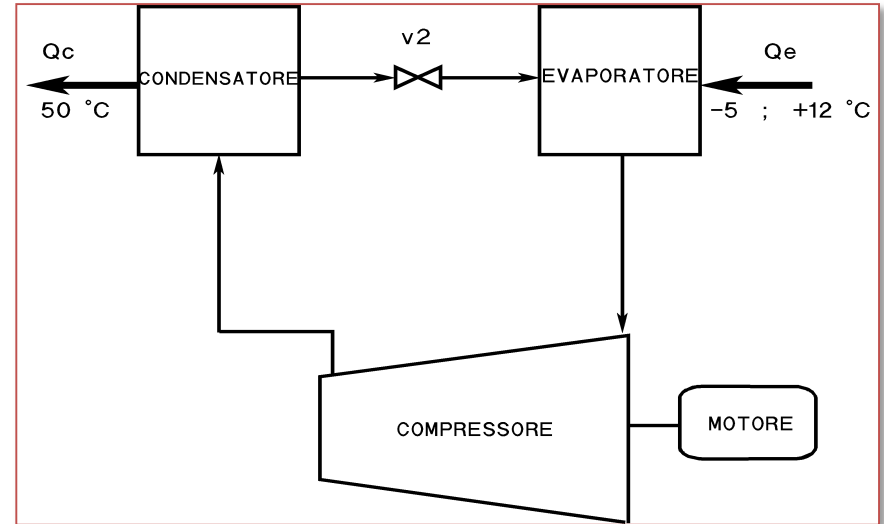 Qc
50 °C
CONDENSATORE
v2
EVAPORATORE
Qe
-5 ; +12 °C
COMPRESSORE
MOTORE